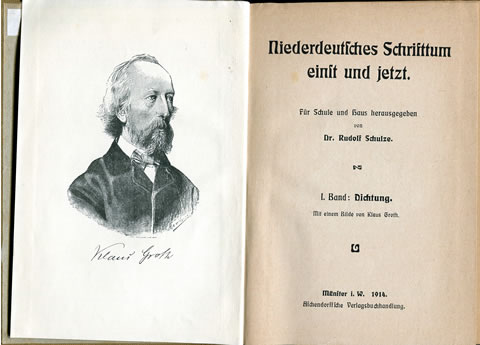 Klaus Groth
Niederdeutsches Schrifttum
einst und jetzt.
Für Schule und Haus herausgegeben
von
Dr. Rudolf Schulze.
I. Band: Dichtung.
Mit einem Bilde von Klaus Groth.
Münster i. W. 1914.
Aschendorffsche Verlagsbuchhandlung.